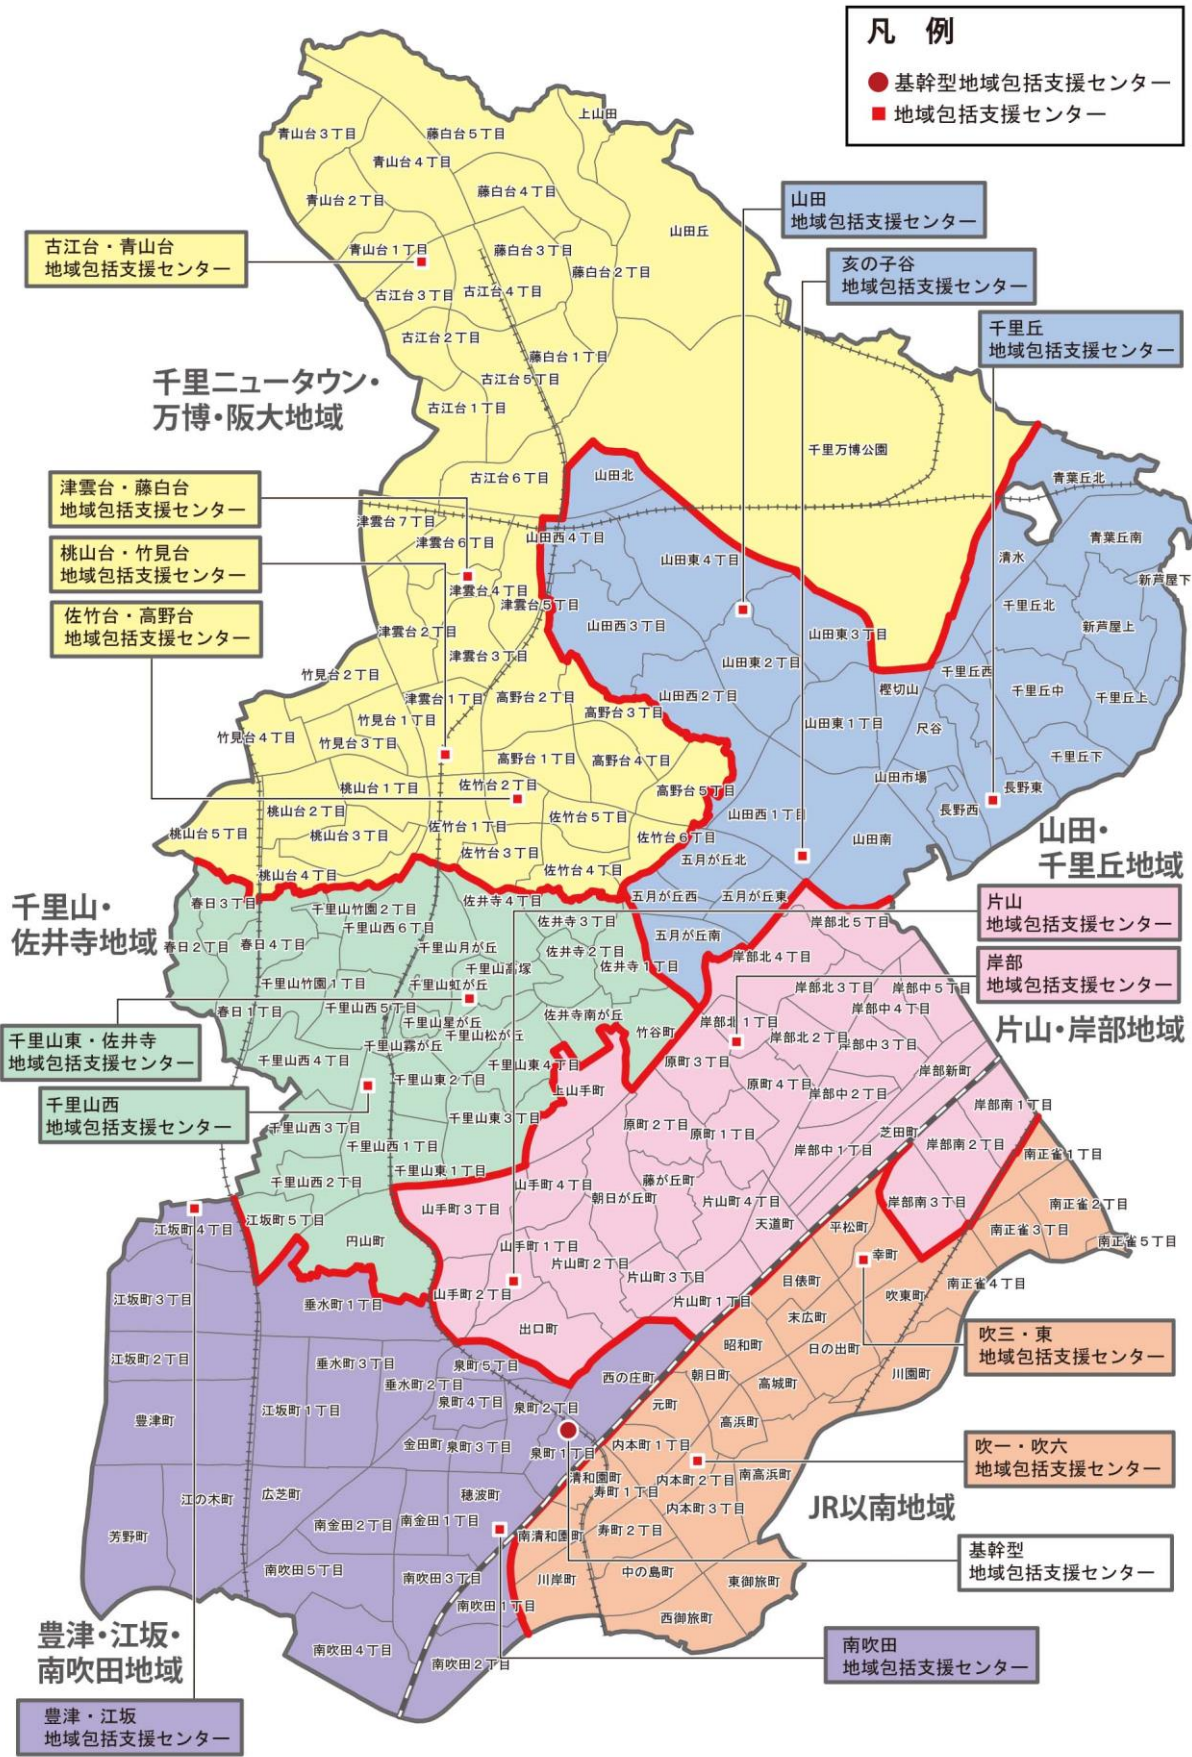 凡　例
基幹型地域包括支援センター
地域包括支援センター
上山田
青山台３丁目
藤白台５丁目
青山台４丁目
藤白台４丁目
青山台２丁目
山田丘
山田
地域包括支援センター
古江台・青山台
地域包括支援センター
青山台１丁目
藤白台３丁目
藤白台２丁目
亥の子谷
地域包括支援センター
古江台３丁目
古江台４丁目
千里丘
地域包括支援センター
古江台２丁目
藤白台１丁目
古江台５丁目
千里ニュータウン・
万博・阪大地域
古江台１丁目
千里万博公園
古江台６丁目
山田北
青葉丘北
津雲台・藤白台
地域包括支援センター
津雲台７丁目
津雲台６丁目
山田西４丁目
青葉丘南
桃山台・竹見台
地域包括支援センター
山田東４丁目
清水
新芦屋下
津雲台４丁目
津雲台５丁目
千里丘北
佐竹台・高野台
地域包括支援センター
津雲台２丁目
山田西３丁目
山田東３丁目
新芦屋上
津雲台３丁目
山田東２丁目
竹見台２丁目
千里丘西
津雲台１丁目
高野台２丁目
山田西２丁目
樫切山
千里丘中
千里丘上
竹見台１丁目
高野台３丁目
山田東１丁目
尺谷
竹見台４丁目
竹見台３丁目
高野台１丁目
高野台４丁目
千里丘下
桃山台１丁目
佐竹台２丁目
高野台５丁目
山田市場
長野東
桃山台２丁目
佐竹台５丁目
山田西１丁目
長野西
桃山台５丁目
桃山台３丁目
佐竹台１丁目
佐竹台６丁目
山田南
佐竹台３丁目
五月が丘北
山田・
千里丘地域
桃山台４丁目
佐竹台４丁目
千里山・
佐井寺地域
春日３丁目
千里山竹園２丁目
佐井寺４丁目
五月が丘西
五月が丘東
片山
地域包括支援センター
千里山西６丁目
佐井寺３丁目
岸部北５丁目
春日２丁目
春日４丁目
千里山月が丘
佐井寺２丁目
五月が丘南
岸部北４丁目
岸部
地域包括支援センター
千里山高塚
佐井寺１丁目
千里山竹園１丁目
千里山虹が丘
岸部北３丁目
岸部中５丁目
春日１丁目
千里山西５丁目
佐井寺南が丘
岸部中４丁目
千里山星が丘
竹谷町
岸部北１丁目
片山・岸部地域
千里山東・佐井寺
地域包括支援センター
千里山松が丘
千里山霧が丘
岸部北２丁目
岸部中３丁目
千里山西４丁目
千里山東４丁目
原町３丁目
岸部新町
千里山東２丁目
上山手町
原町４丁目
岸部中２丁目
千里山西
地域包括支援センター
千里山東３丁目
岸部南１丁目
千里山西３丁目
原町２丁目
原町１丁目
芝田町
千里山西１丁目
岸部中１丁目
岸部南２丁目
南正雀１丁目
千里山東１丁目
千里山西２丁目
山手町４丁目
藤が丘町
朝日が丘町
片山町４丁目
岸部南３丁目
南正雀２丁目
山手町３丁目
天道町
平松町
南正雀３丁目
江坂町４丁目
江坂町５丁目
円山町
山手町１丁目
幸町
南正雀５丁目
片山町２丁目
片山町３丁目
目俵町
南正雀４丁目
江坂町３丁目
垂水町１丁目
山手町２丁目
片山町１丁目
末広町
吹東町
出口町
昭和町
日の出町
吹三・東
地域包括支援センター
江坂町２丁目
垂水町３丁目
泉町５丁目
西の庄町
朝日町
高城町
川園町
垂水町２丁目
泉町４丁目
泉町２丁目
元町
豊津町
江坂町１丁目
高浜町
金田町
泉町３丁目
泉町１丁目
内本町１丁目
吹一・吹六
地域包括支援センター
清和園町
内本町２丁目
南高浜町
江の木町
広芝町
穂波町
寿町１丁目
内本町３丁目
JR以南地域
芳野町
南金田２丁目
南金田１丁目
南清和園町
寿町２丁目
基幹型
地域包括支援センター
南吹田５丁目
南吹田３丁目
川岸町
中の島町
東御旅町
南吹田１丁目
西御旅町
豊津・江坂・
南吹田地域
南吹田４丁目
南吹田２丁目
南吹田
地域包括支援センター
豊津・江坂
地域包括支援センター